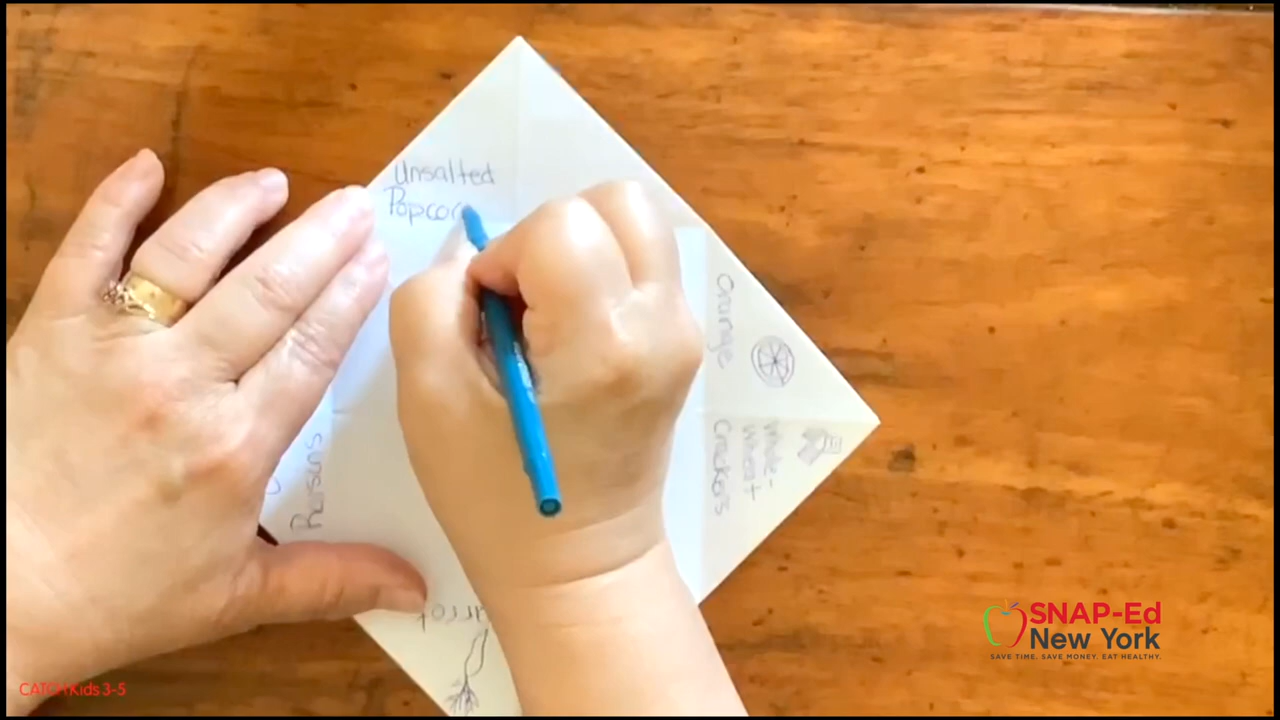 Unsalted
Popcor
Orange
Whole-
Wheat
Crackers
Raisins
SNAP-Ed
New York
SAVE TIME. SAVE MONEY. EAT HEALTHY.
CATCH Kids 3-5